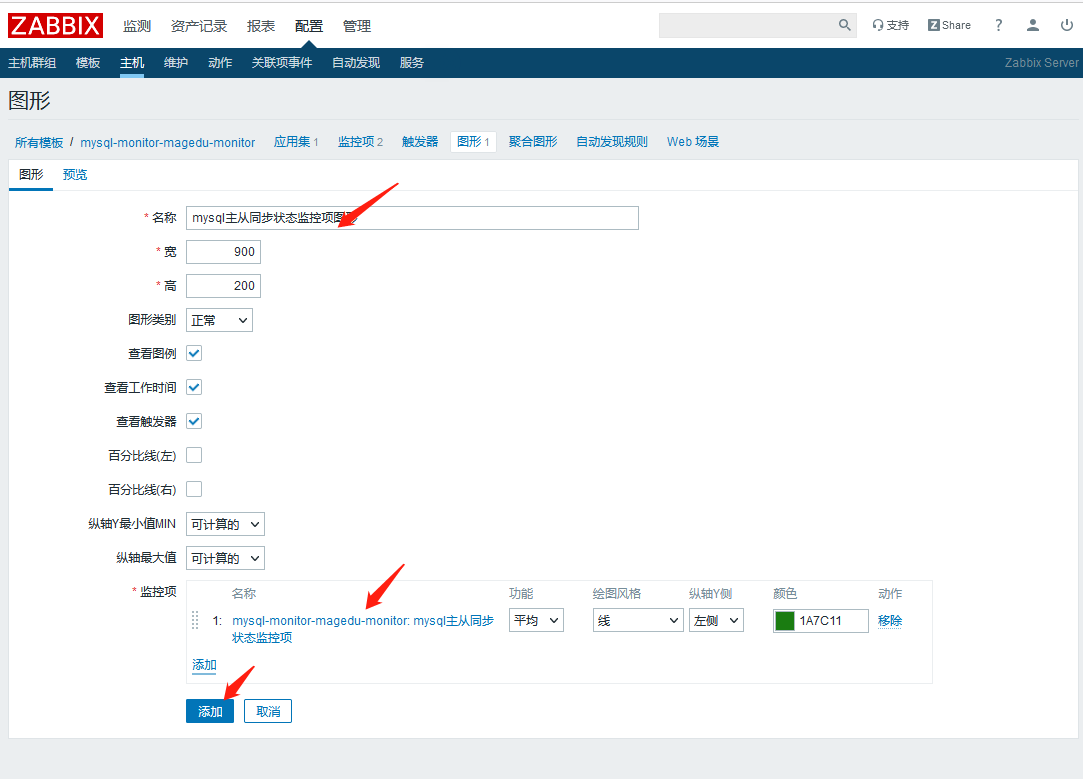 ZABBIX 监测 资产记录 报表 配置 管理 支持 Z Share ?
主机群组 模板 主机 维护 动作 关联项事件 自动发现 服务 Zabbix Server
图形
所有模板 / mysql-monitor-magedu-monitor 应用集 1 监控项 2 触发器 图形 1 聚合图形 自动发现规则 Web 场景
图形 预览
* 名称 mysql主从同步状态监控项图形
* 宽 900
* 高 200
图形类别 正常
查看图例
查看工作时间
查看触发器
百分比线(左)
百分比线(右)
纵轴Y最小值MIN 可计算的
纵轴最大值 可计算的
* 监控项 名称 功能 绘图风格 纵轴Y侧 颜色 动作
1: mysql-monitor-magedu-monitor: mysql主从同步 平均 线 左侧 1A7C11 移除
状态监控项
添加
添加 取消